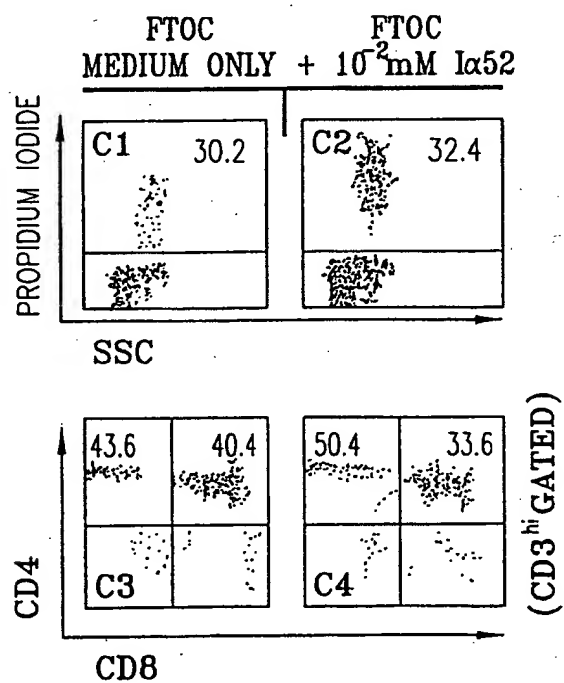 FTOC FTOC
MEDIUM ONLY + 10⁻²mM Iα52
PROPIDIUM IODIDE
C1 30.2
C2 32.4
SSC
CD4
43.6 40.4
C3
50.4 33.6
C4
(CD3ʰⁱ GATED)
CD8